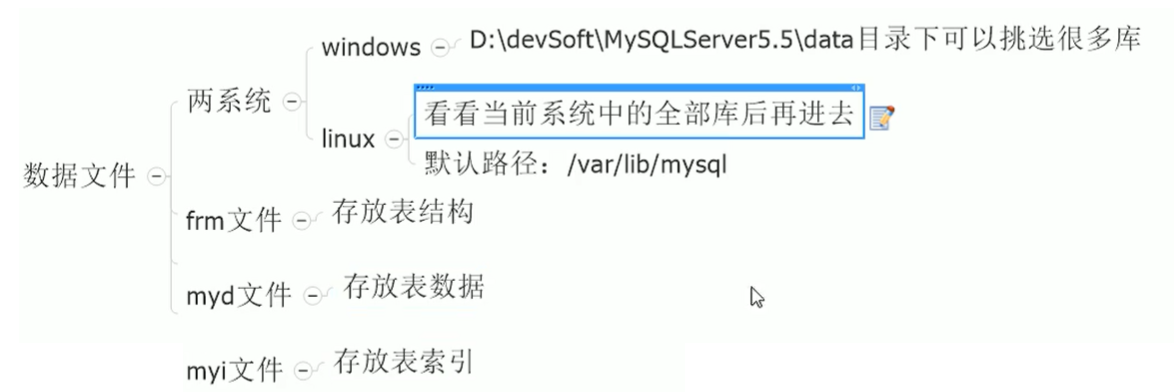 windows
D:\devSoft\MySQLServer5.5\data目录下可以挑选很多库
两系统
看看当前系统中的全部库后再进去
linux
默认路径：/var/lib/mysql
数据文件
frm文件
存放表结构
myd文件
存放表数据
myi文件
存放表索引